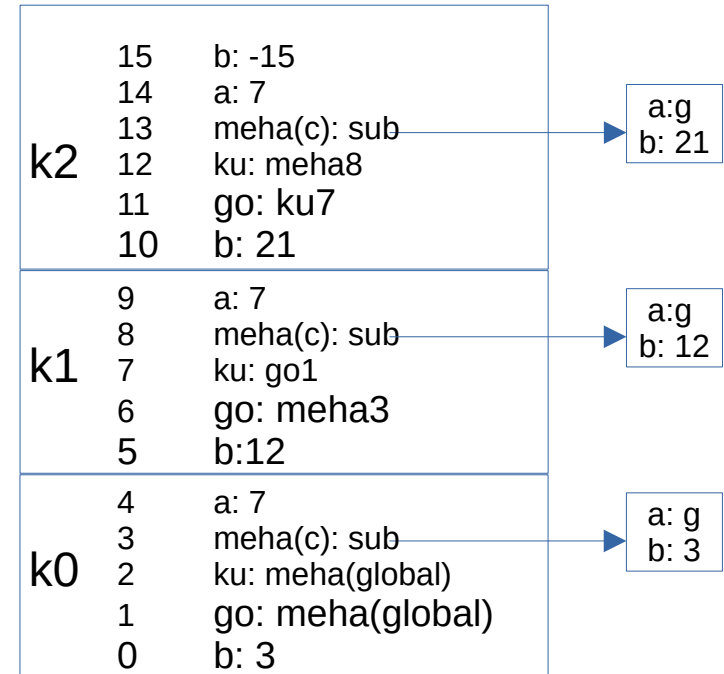 15 b: -15
14 a: 7
13 meha(c): sub
k2 12 ku: meha8
11 go: ku7
10 b: 21
a:g
b: 21
9 a: 7
8 meha(c): sub
k1 7 ku: go1
6 go: meha3
5 b:12
a:g
b: 12
4 a: 7
3 meha(c): sub
k0 2 ku: meha(global)
1 go: meha(global)
0 b: 3
a: g
b: 3